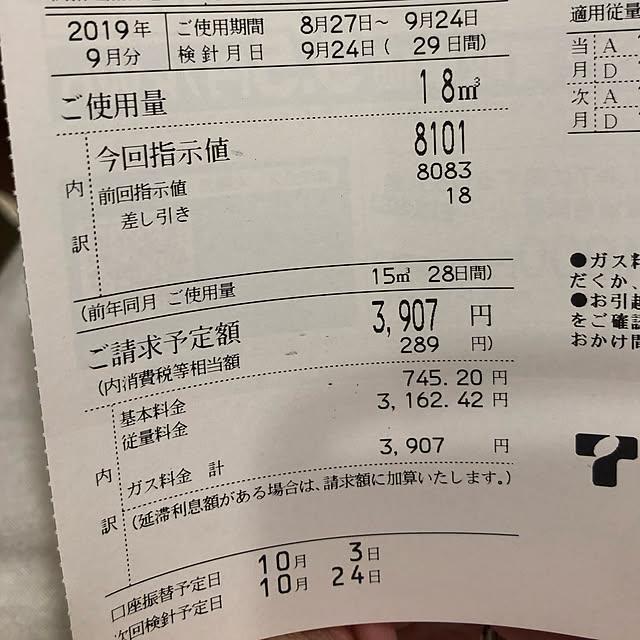 2019年
9月分
ご使用期間 8月27日〜 9月24日
検針月日 9月24日( 29日間)
ご使用量 18m³
今回指示値 8101
前回指示値 8083
差し引き 18
内
訳
(前年同月 ご使用量 15m³ 28日間)
ご請求予定額 3,907 円
(内消費税等相当額 289 円)
基本料金 745.20 円
従量料金 3,162.42 円
ガス料金 計 3,907 円
内
訳
(延滞利息額がある場合は、請求額に加算いたします。)
口座振替予定日 10月 3日
次回検針予定日 10月 24日
適用従量
当 A
月 D
次 A
月 D
●ガス料
だくか、
●お引越
をご確認
おかけ間